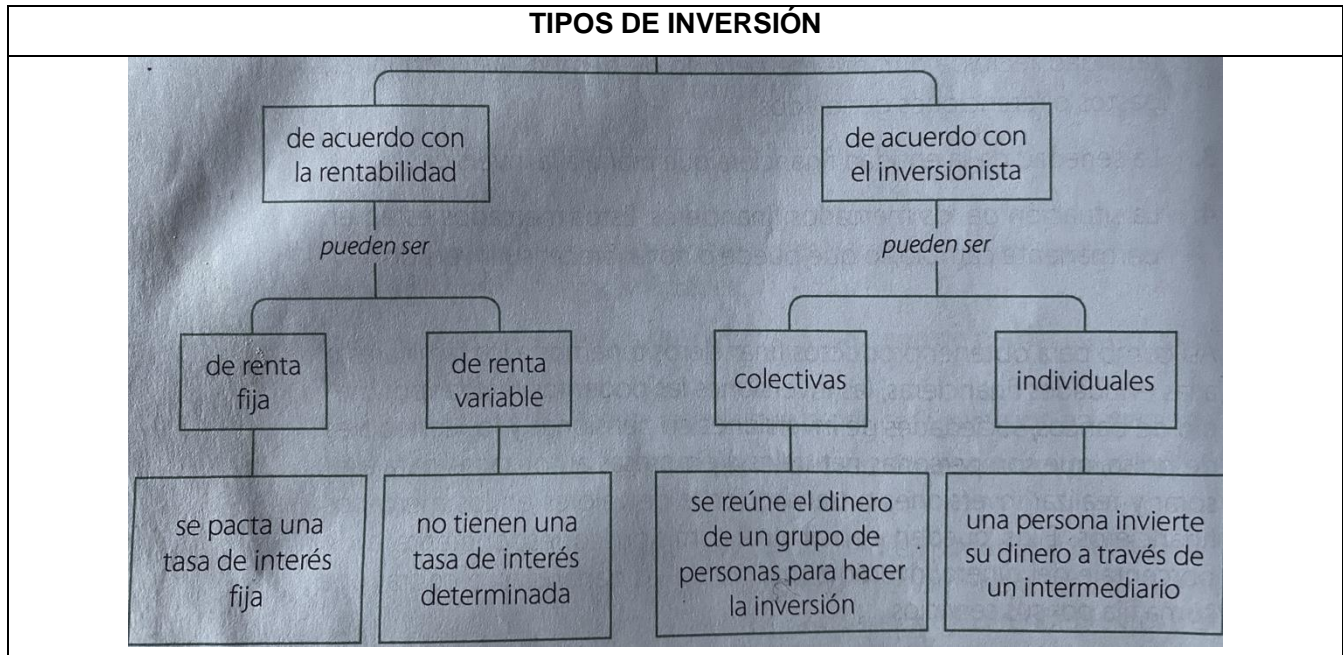 TIPOS DE INVERSIÓN
de acuerdo con
la rentabilidad
de acuerdo con
el inversionista
pueden ser
pueden ser
de renta
fija
de renta
variable
colectivas
individuales
se pacta una
tasa de interés
fija
no tienen una
tasa de interés
determinada
se reúne el dinero
de un grupo de
personas para hacer
la inversión
una persona invierte
su dinero a través de
un intermediario